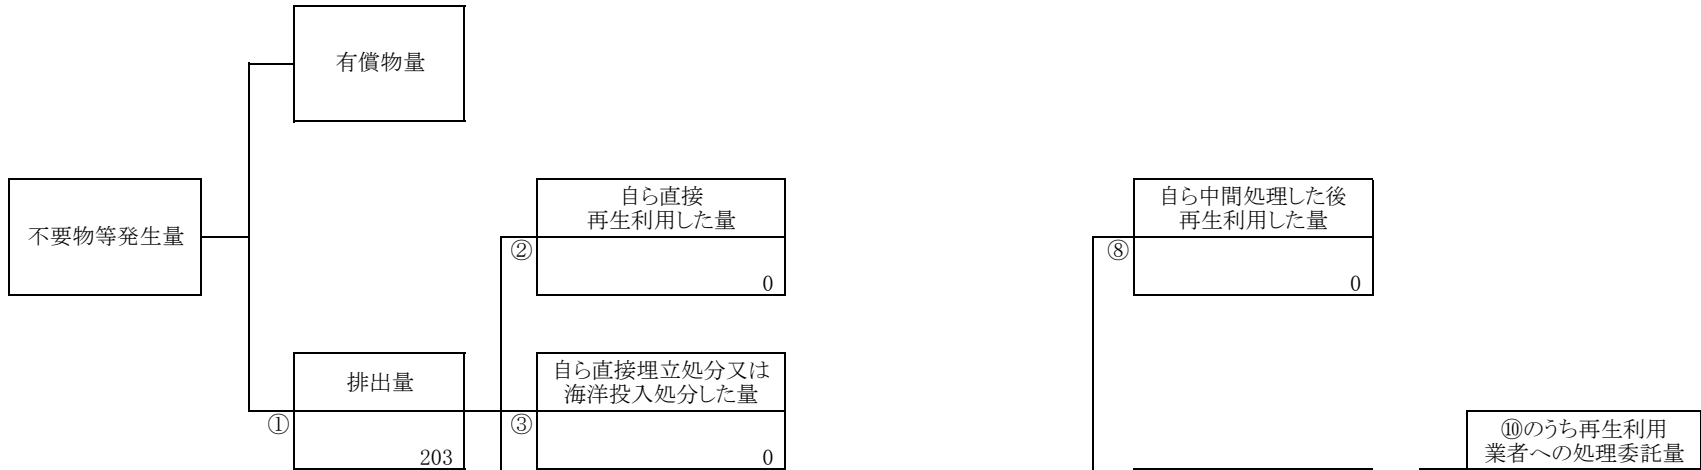 有償物量
不要物等発生量
自ら直接
再生利用した量
②
0
自ら中間処理した後
再生利用した量
⑧
0
排出量
①
203
自ら直接埋立処分又は
海洋投入処分した量
③
0
⑩のうち再生利用
業者への処理委託量